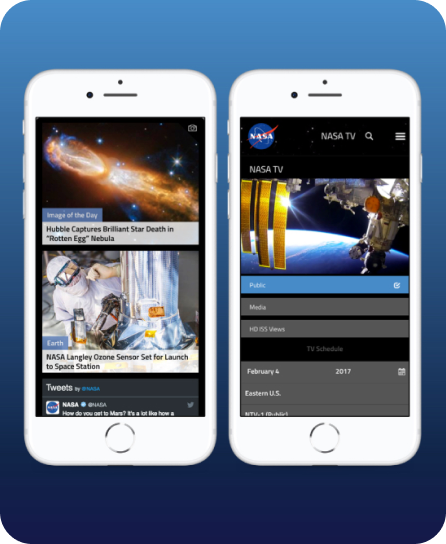 Image of the Day
Hubble Captures Brilliant Star Death in
"Rotten Egg" Nebula
Earth
NASA Langley Ozone Sensor Set for Launch
to Space Station
Tweets by @NASA
NASA @NASA
How do you get to Mars? It's a lot like how a
NASA
NASA TV
NASA TV
Public
Media
HD ISS Views
TV Schedule
February 4 2017
Eastern U.S.
NTV-1 (Public)